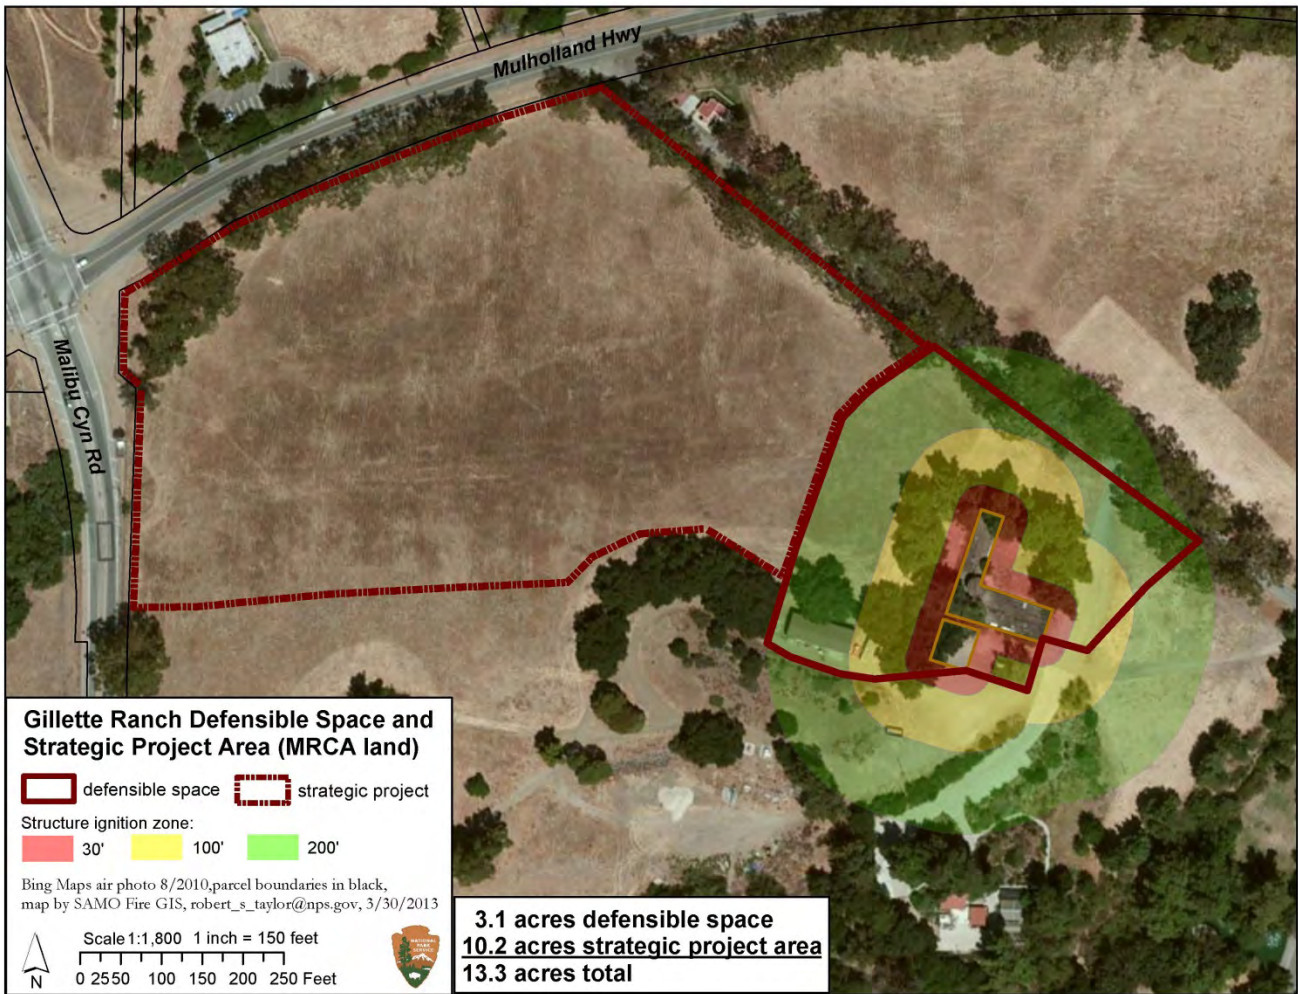 Mulholland Hwy
Malibu Cyn Rd
Gillette Ranch Defensible Space and
Strategic Project Area (MRCA land)
defensible space strategic project
Structure ignition zone:
30' 100' 200'
Bing Maps air photo 8/2010,parcel boundaries in black,
map by SAMO Fire GIS, robert_s_taylor@nps.gov, 3/30/2013
Scale 1:1,800 1 inch = 150 feet
0 25 50 100 150 200 250 Feet
N
NATIONAL
PARK
SERVICE
3.1 acres defensible space
10.2 acres strategic project area
13.3 acres total